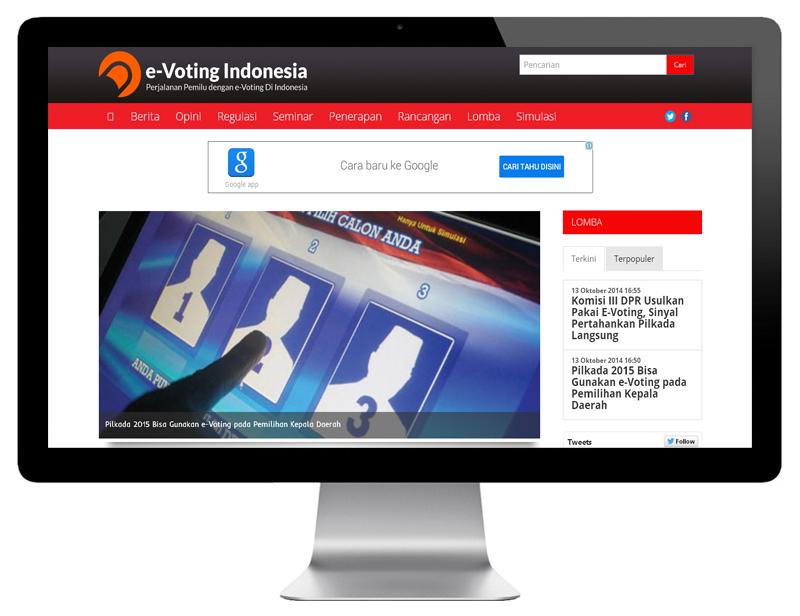 e-Voting Indonesia
Perjalanan Pemilu dengan e-Voting Di Indonesia
Pencarian
Cari
Berita Opini Regulasi Seminar Penerapan Rancangan Lomba Simulasi
g
Google app
Cara baru ke Google
CARI TAHU DISINI
PILIH CALON ANDA
Hanya Untuk Simulasi
1
2
3
1
2
3
ANDA
Pilkada 2015 Bisa Gunakan e-Voting pada Pemilihan Kepala Daerah
LOMBA
Terkini Terpopuler
13 Oktober 2014 16:55
Komisi III DPR Usulkan
Pakai E-Voting, Sinyal
Pertahankan Pilkada
Langsung
13 Oktober 2014 16:50
Pilkada 2015 Bisa
Gunakan e-Voting pada
Pemilihan Kepala
Daerah
Tweets
Follow